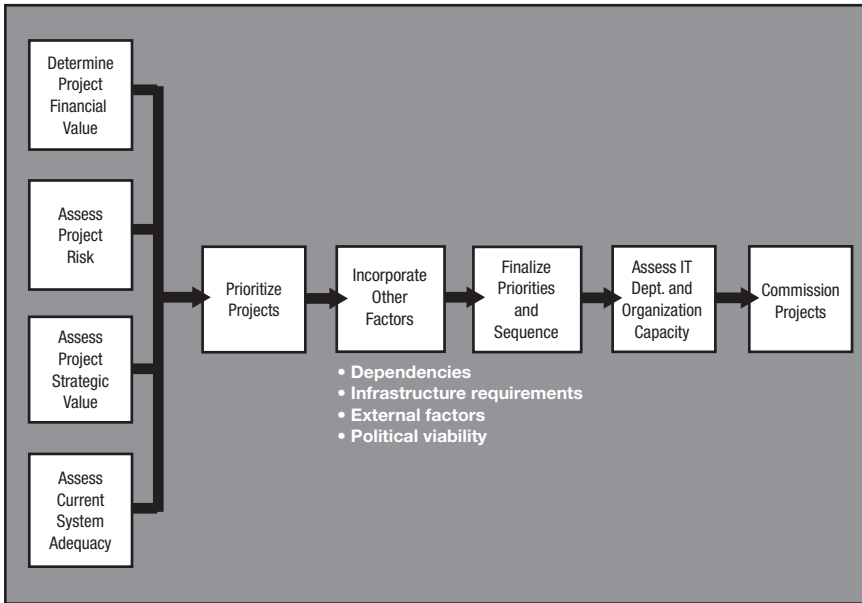 Determine
Project
Financial
Value
Assess
Project
Risk
Assess
Project
Strategic
Value
Assess
Current
System
Adequacy
Prioritize
Projects
Incorporate
Other
Factors
• Dependencies
• Infrastructure requirements
• External factors
• Political viability
Finalize
Priorities
and
Sequence
Assess IT
Dept. and
Organization
Capacity
Commission
Projects